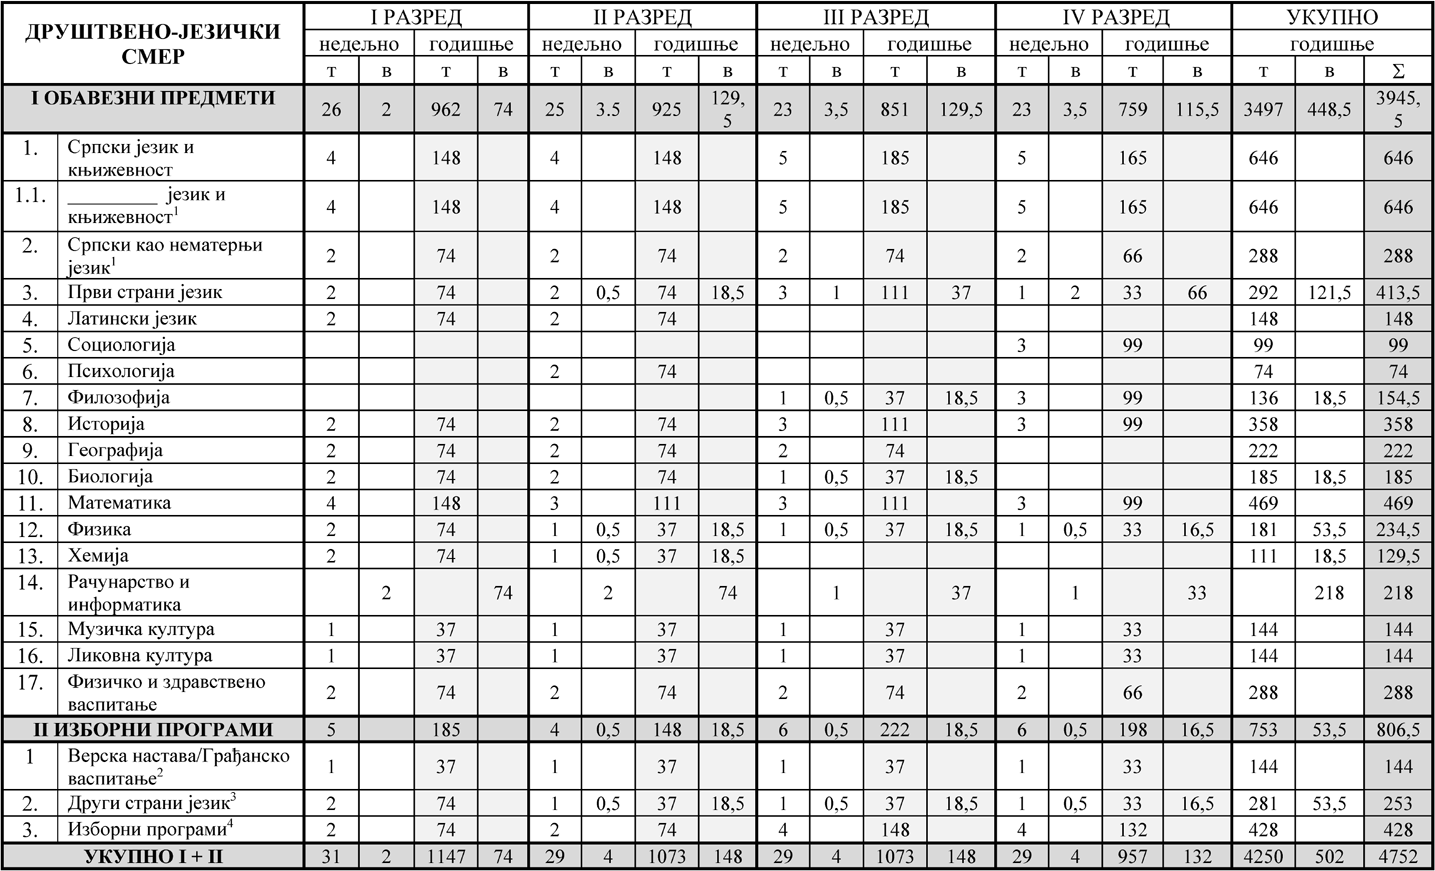 ДРУШТВЕНО-ЈЕЗИЧКИ СМЕР I РАЗРЕД II РАЗРЕД III РАЗРЕД IV РАЗРЕД УКУПНО
недељно годишње недељно годишње недељно годишње недељно годишње годишње
т в т в т в т в т в т в т в т в т в Σ
I ОБАВЕЗНИ ПРЕДМЕТИ 26 2 962 74 25 3.5 925 129,5 23 3,5 851 129,5 23 3,5 759 115,5 3497 448,5 3945,5
1. Српски језик и књижевност 4 148 4 148 5 185 5 165 646 646
1.1. _________ језик и књижевност1 4 148 4 148 5 185 5 165 646 646
2. Српски као нематерњи језик1 2 74 2 74 2 74 2 66 288 288
3. Први страни језик 2 74 2 0,5 74 18,5 3 1 111 37 1 2 33 66 292 121,5 413,5
4. Латински језик 2 74 2 74 148 148
5. Социологија 3 99 99 99
6. Психологија 2 74 74 74
7. Филозофија 1 0,5 37 18,5 3 99 136 18,5 154,5
8. Историја 2 74 2 74 3 111 3 99 358 358
9. Географија 2 74 2 74 2 74 222 222
10. Биологија 2 74 2 74 1 0,5 37 18,5 185 18,5 185
11. Математика 4 148 3 111 3 111 3 99 469 469
12. Физика 2 74 1 0,5 37 18,5 1 0,5 37 18,5 1 0,5 33 16,5 181 53,5 234,5
13. Хемија 2 74 1 0,5 37 18,5 111 18,5 129,5
14. Рачунарство и информатика 2 74 2 74 1 37 1 33 218 218
15. Музичка култура 1 37 1 37 1 37 1 33 144 144
16. Ликовна култура 1 37 1 37 1 37 1 33 144 144
17. Физичко и здравствено васпитање 2 74 2 74 2 74 2 66 288 288
II ИЗБОРНИ ПРОГРАМИ 5 185 4 0,5 148 18,5 6 0,5 222 18,5 6 0,5 198 16,5 753 53,5 806,5
1 Верска настава/Грађанско васпитање2 1 37 1 37 1 37 1 33 144 144
2. Други страни језик3 2 74 1 0,5 37 18,5 1 0,5 37 18,5 1 0,5 33 16,5 281 53,5 253
3. Изборни програми4 2 74 2 74 4 148 4 132 428 428
УКУПНО I + II 31 2 1147 74 29 4 1073 148 29 4 1073 148 29 4 957 132 4250 502 4752